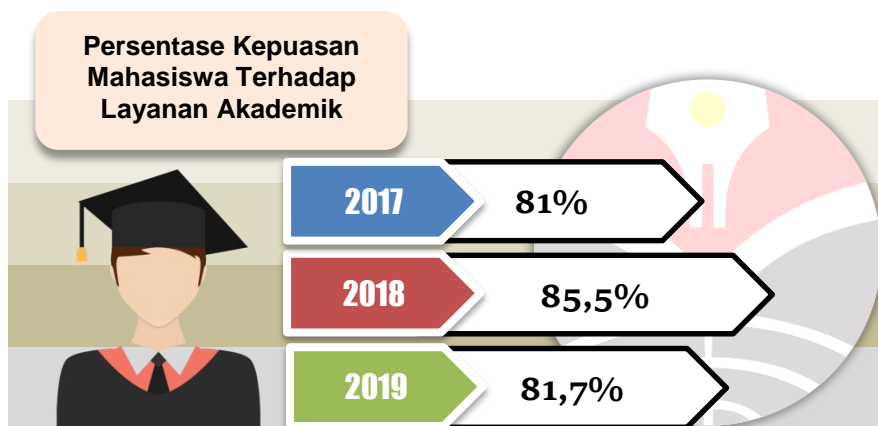 Persentase Kepuasan
Mahasiswa Terhadap
Layanan Akademik
2017 81%
2018 85,5%
2019 81,7%